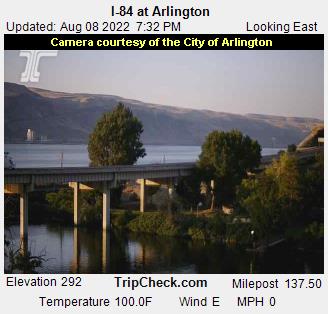 I-84 at Arlington
Updated: Aug 08 2022 7:32 PM Looking East
Camera courtesy of the City of Arlington
Elevation 292 TripCheck.com Milepost 137.50
Temperature 100.0F Wind E MPH 0